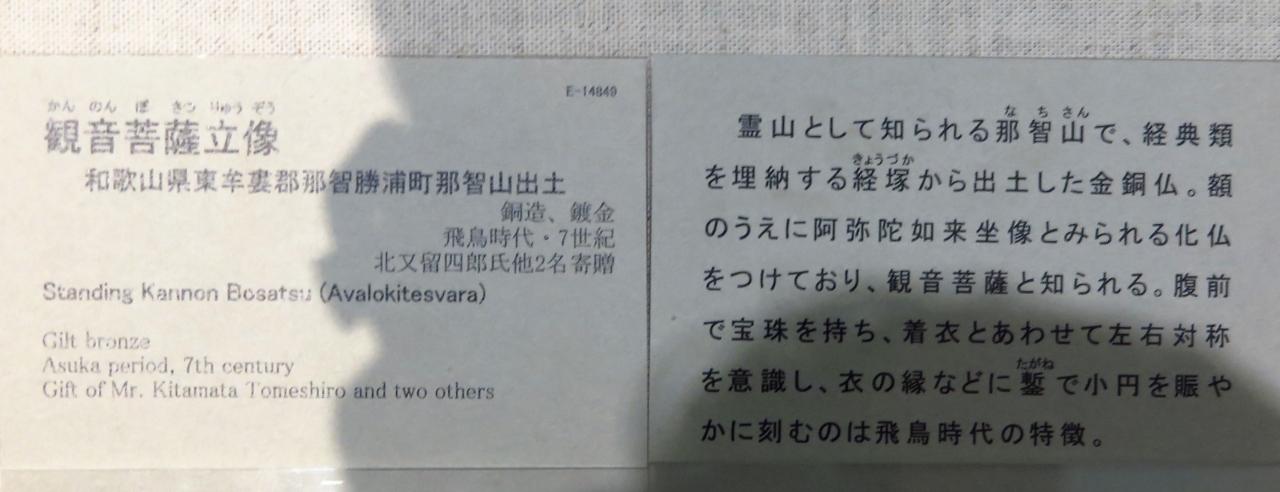 E-14849
かんのんぼさつりゅうぞう
観音菩薩立像
和歌山県東牟婁郡那智勝浦町那智山出土
銅造、鍍金
飛鳥時代・7世紀
北又留四郎氏他2名寄贈
Standing Kannon Bosatsu (Avalokitesvara)
Gilt bronze
Asuka period, 7th century
Gift of Mr. Kitamata Tomeshiro and two others
なちさん
霊山として知られる那智山で、経典類
きょうづか
を埋納する経塚から出土した金銅仏。額
のうえに阿弥陀如来坐像とみられる化仏
をつけており、観音菩薩と知られる。腹前
で宝珠を持ち、着衣とあわせて左右対称
たがね
を意識し、衣の縁などに鏨で小円を賑や
かに刻むのは飛鳥時代の特徴。